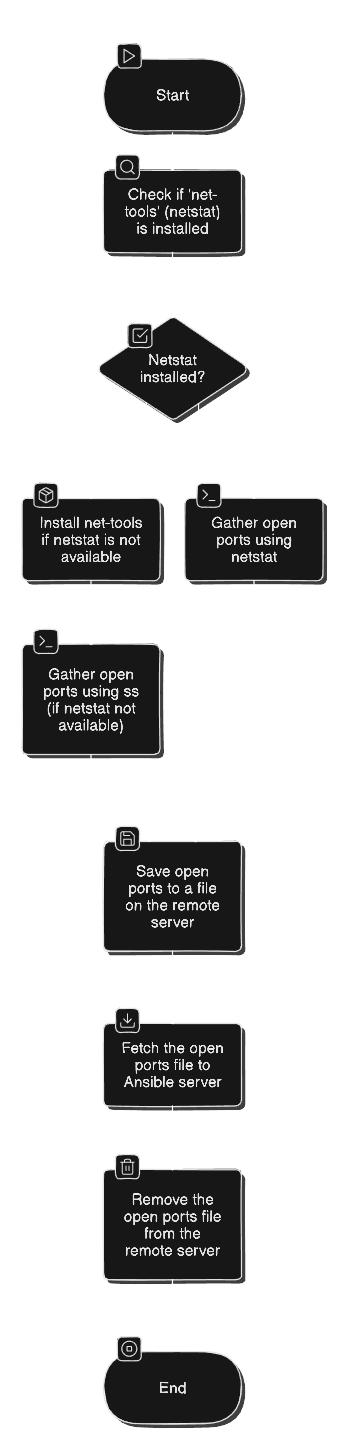 Start
Check if 'net-
tools' (netstat)
is installed
Netstat
installed?
Install net-tools
if netstat is not
available
Gather open
ports using
netstat
Gather open
ports using ss
(if netstat not
available)
Save open
ports to a file
on the remote
server
Fetch the open
ports file to
Ansible server
Remove the
open ports file
from the
remote server
End